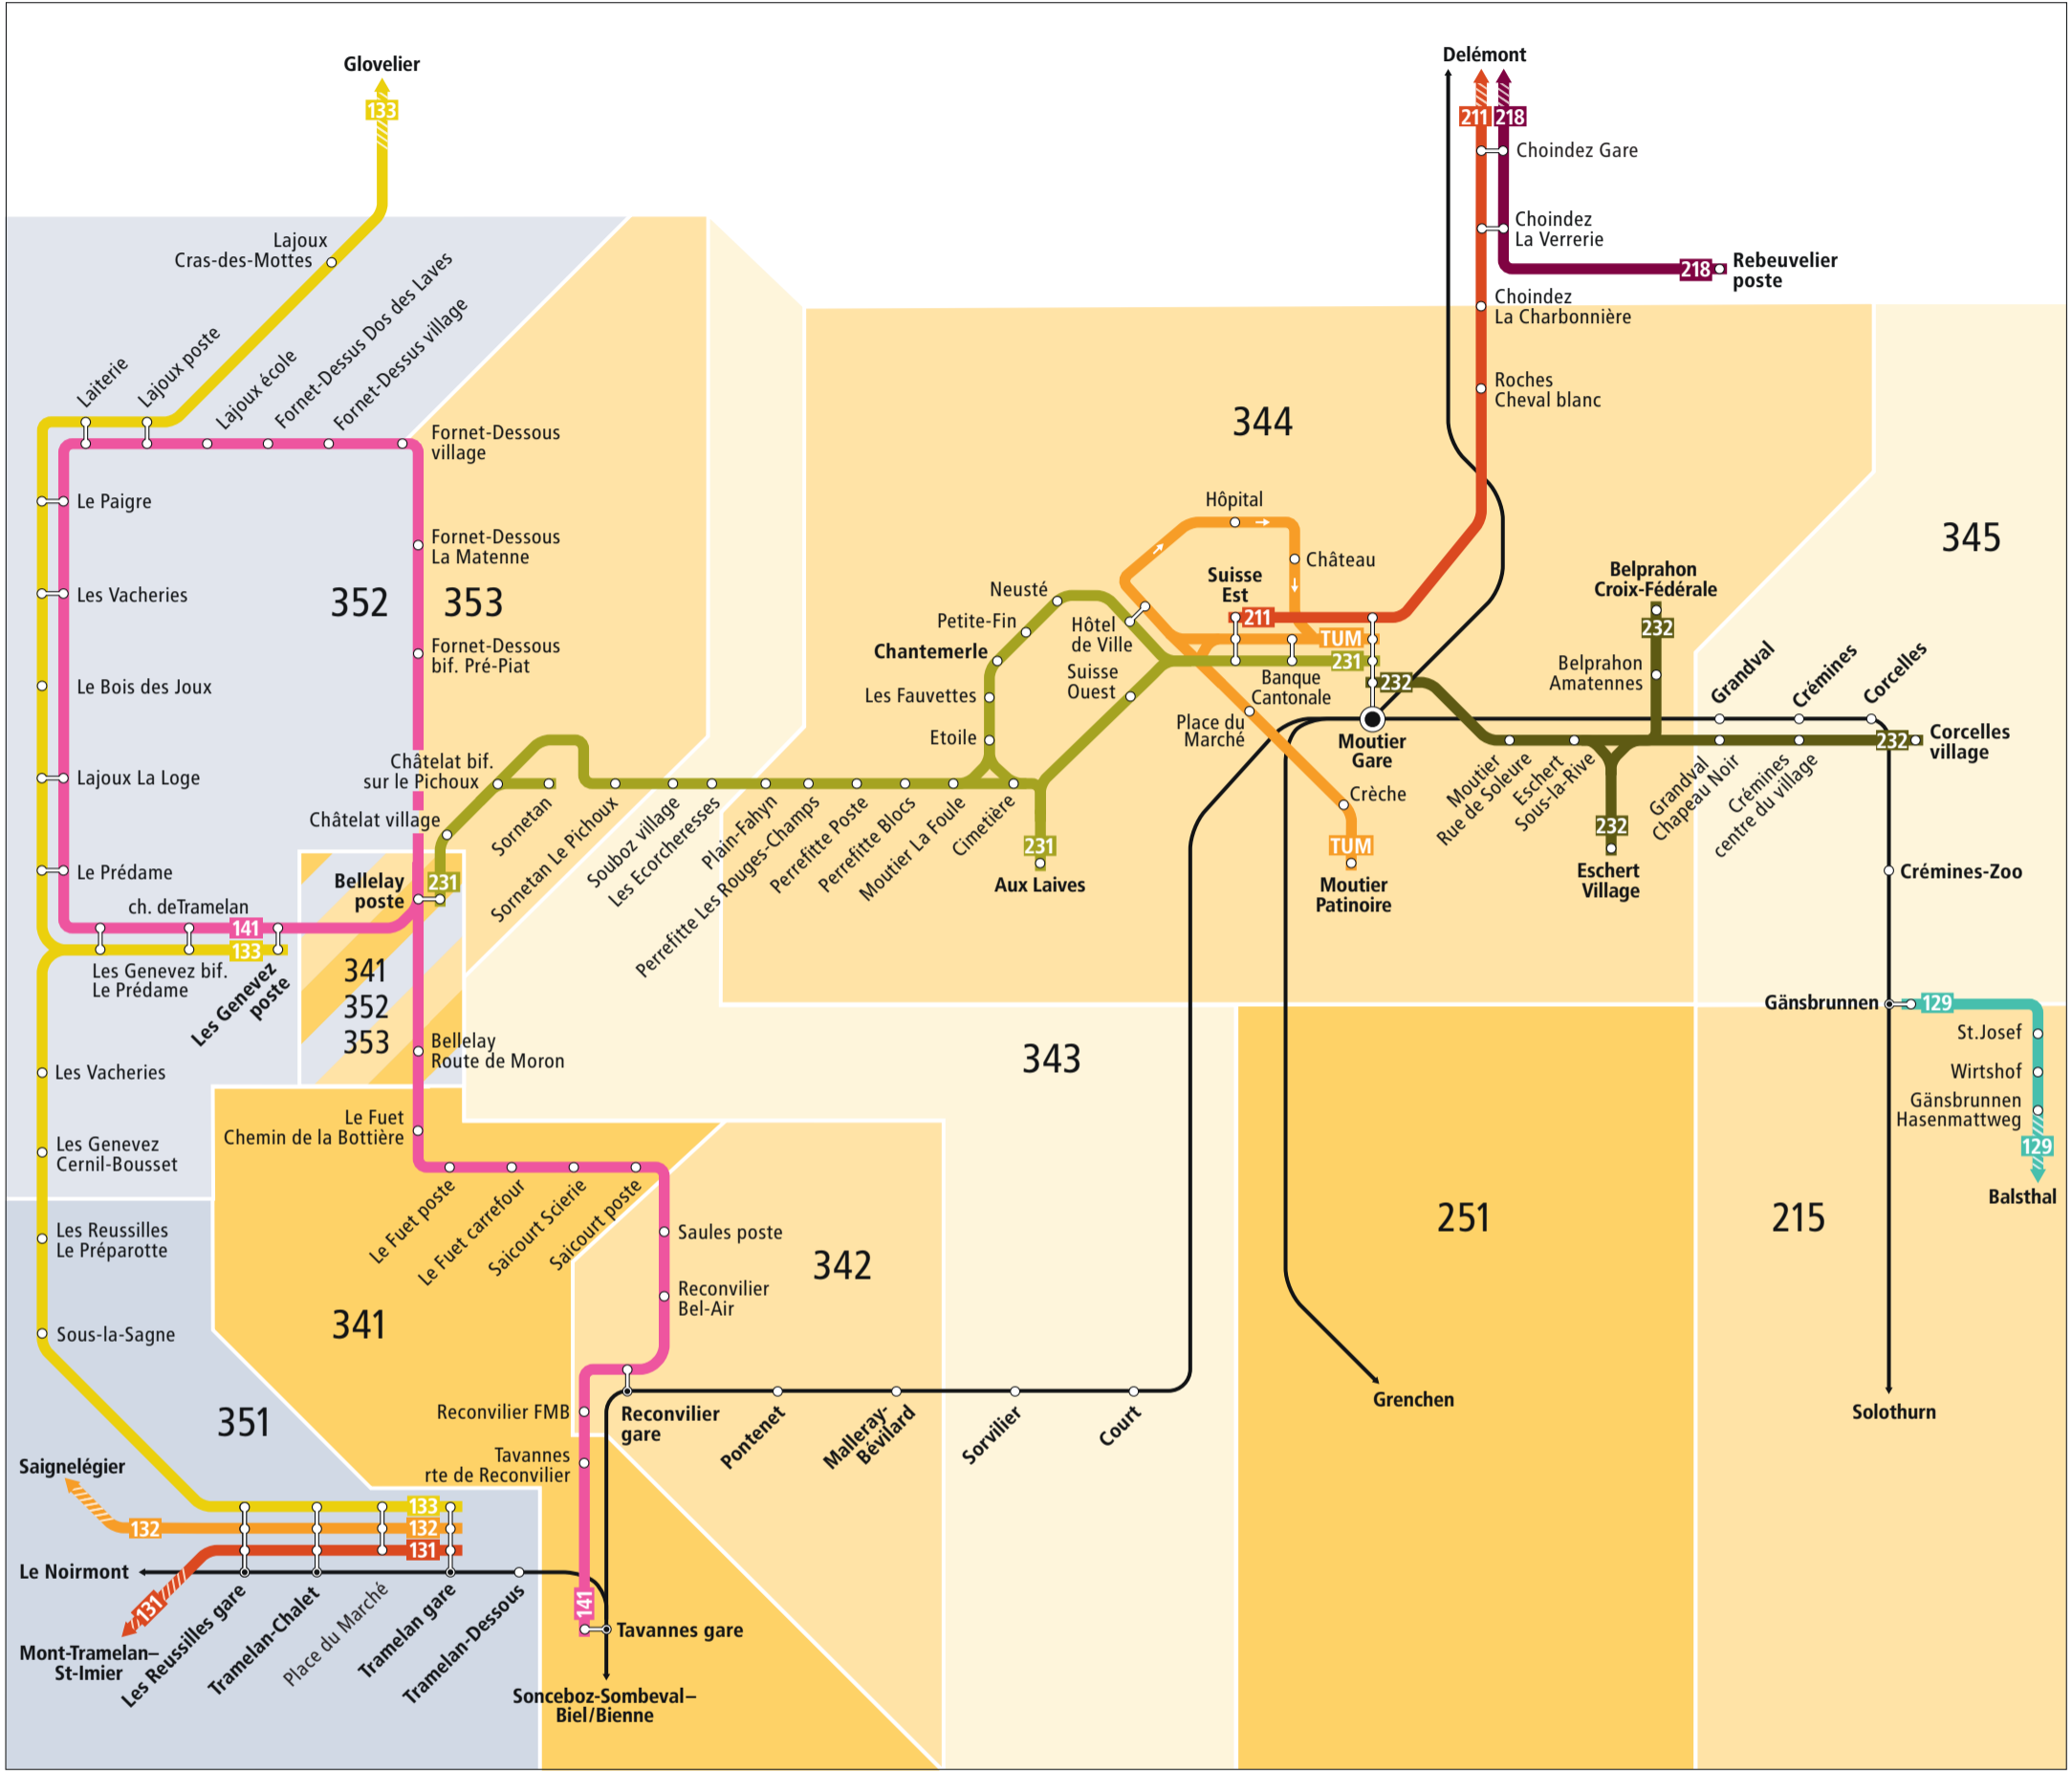 Glovelier
133
Delémont
211
218
Choindez Gare
Choindez
La Verrerie
218
Rebeuvelier
poste
Choindez
La Charbonnière
Roches
Cheval blanc
Lajoux
Cras-des-Mottes
Laiterie
Lajoux poste
Lajoux école
Fornet-Dessus Dos des Laves
Fornet-Dessus village
Fornet-Dessous
village
Le Paigre
Fornet-Dessous
La Matenne
Les Vacheries
352
353
Fornet-Dessous
bif. Pré-Piat
Le Bois des Joux
Lajoux La Loge
Châtelat bif.
sur le Pichoux
Châtelat village
Le Prédame
Bellelay
poste
231
ch. deTramelan
141
133
Les Genevez bif.
Le Prédame
Les Genevez
poste
341
352
353
Bellelay
Route de Moron
Les Vacheries
Les Genevez
Cernil-Bousset
Les Reussilles
Le Préparotte
Sous-la-Sagne
344
345
Hôpital
Château
Suisse
Est
211
Neusté
Petite-Fin
Chantemerle
Hôtel
de Ville
TUM
231
Les Fauvettes
Suisse
Ouest
Banque
Cantonale
232
Etoile
Place du
Marché
Moutier
Gare
Crèche
TUM
Moutier
Patinoire
Sornetan
Sornetan Le Pichoux
Souboz village
Les Ecorcheresses
Plain-Fahyn
Perrefitte Les Rouges-Champs
Perrefitte Poste
Perrefitte Blocs
Moutier La Foule
Cimetière
231
Aux Laives
Belprahon
Croix-Fédérale
232
Belprahon
Amatennes
Grandval
Crémines
Corcelles
232
Corcelles
village
Moutier
Rue de Soleure
Eschert
Sous-la-Rive
Grandval
Chapeau Noir
Crémines
centre du village
232
Eschert
Village
Crémines-Zoo
Gänsbrunnen
129
St.Josef
Wirtshof
Gänsbrunnen
Hasenmattweg
129
Balsthal
343
251
215
Le Fuet
Chemin de la Bottière
Le Fuet poste
Le Fuet carrefour
Saicourt Scierie
Saicourt poste
Saules poste
342
Reconvilier
Bel-Air
341
351
Reconvilier FMB
Reconvilier
gare
Pontenet
Malleray-
Bévilard
Sorvilier
Court
Grenchen
Solothurn
Tavannes
rte de Reconvilier
Saignelégier
133
132
132
131
Le Noirmont
131
Mont-Tramelan–
St-Imier
Les Reussilles gare
Tramelan-Chalet
Place du Marché
Tramelan gare
Tramelan-Dessous
141
Tavannes gare
Sonceboz-Sombeval–
Biel/Bienne